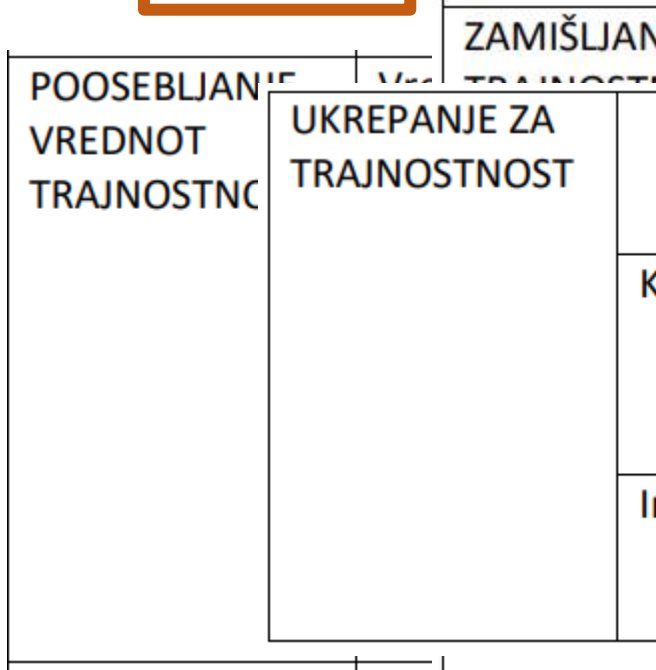 ZAMIŠLJAN
POOSEBLJANJE
VREDNOT
TRAJNOSTNO
UKREPANJE ZA
TRAJNOSTNOST
K